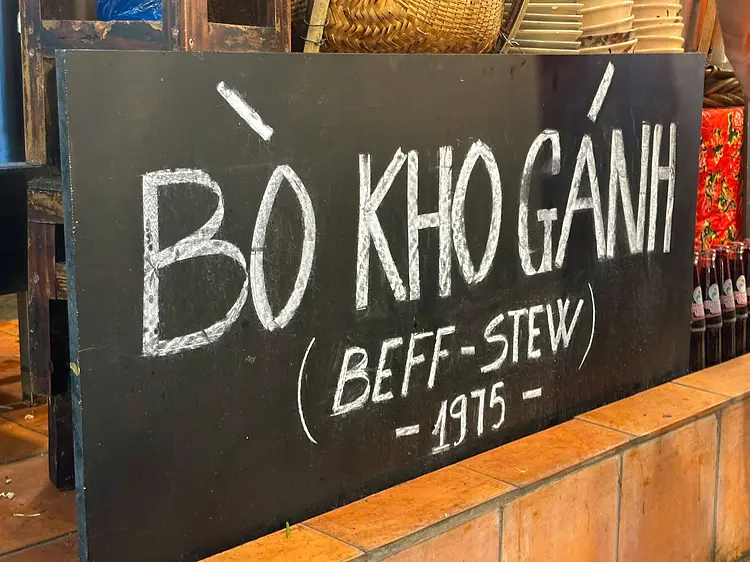 BÒ KHO GÁNH
(BEFF-STEW)
-1975-